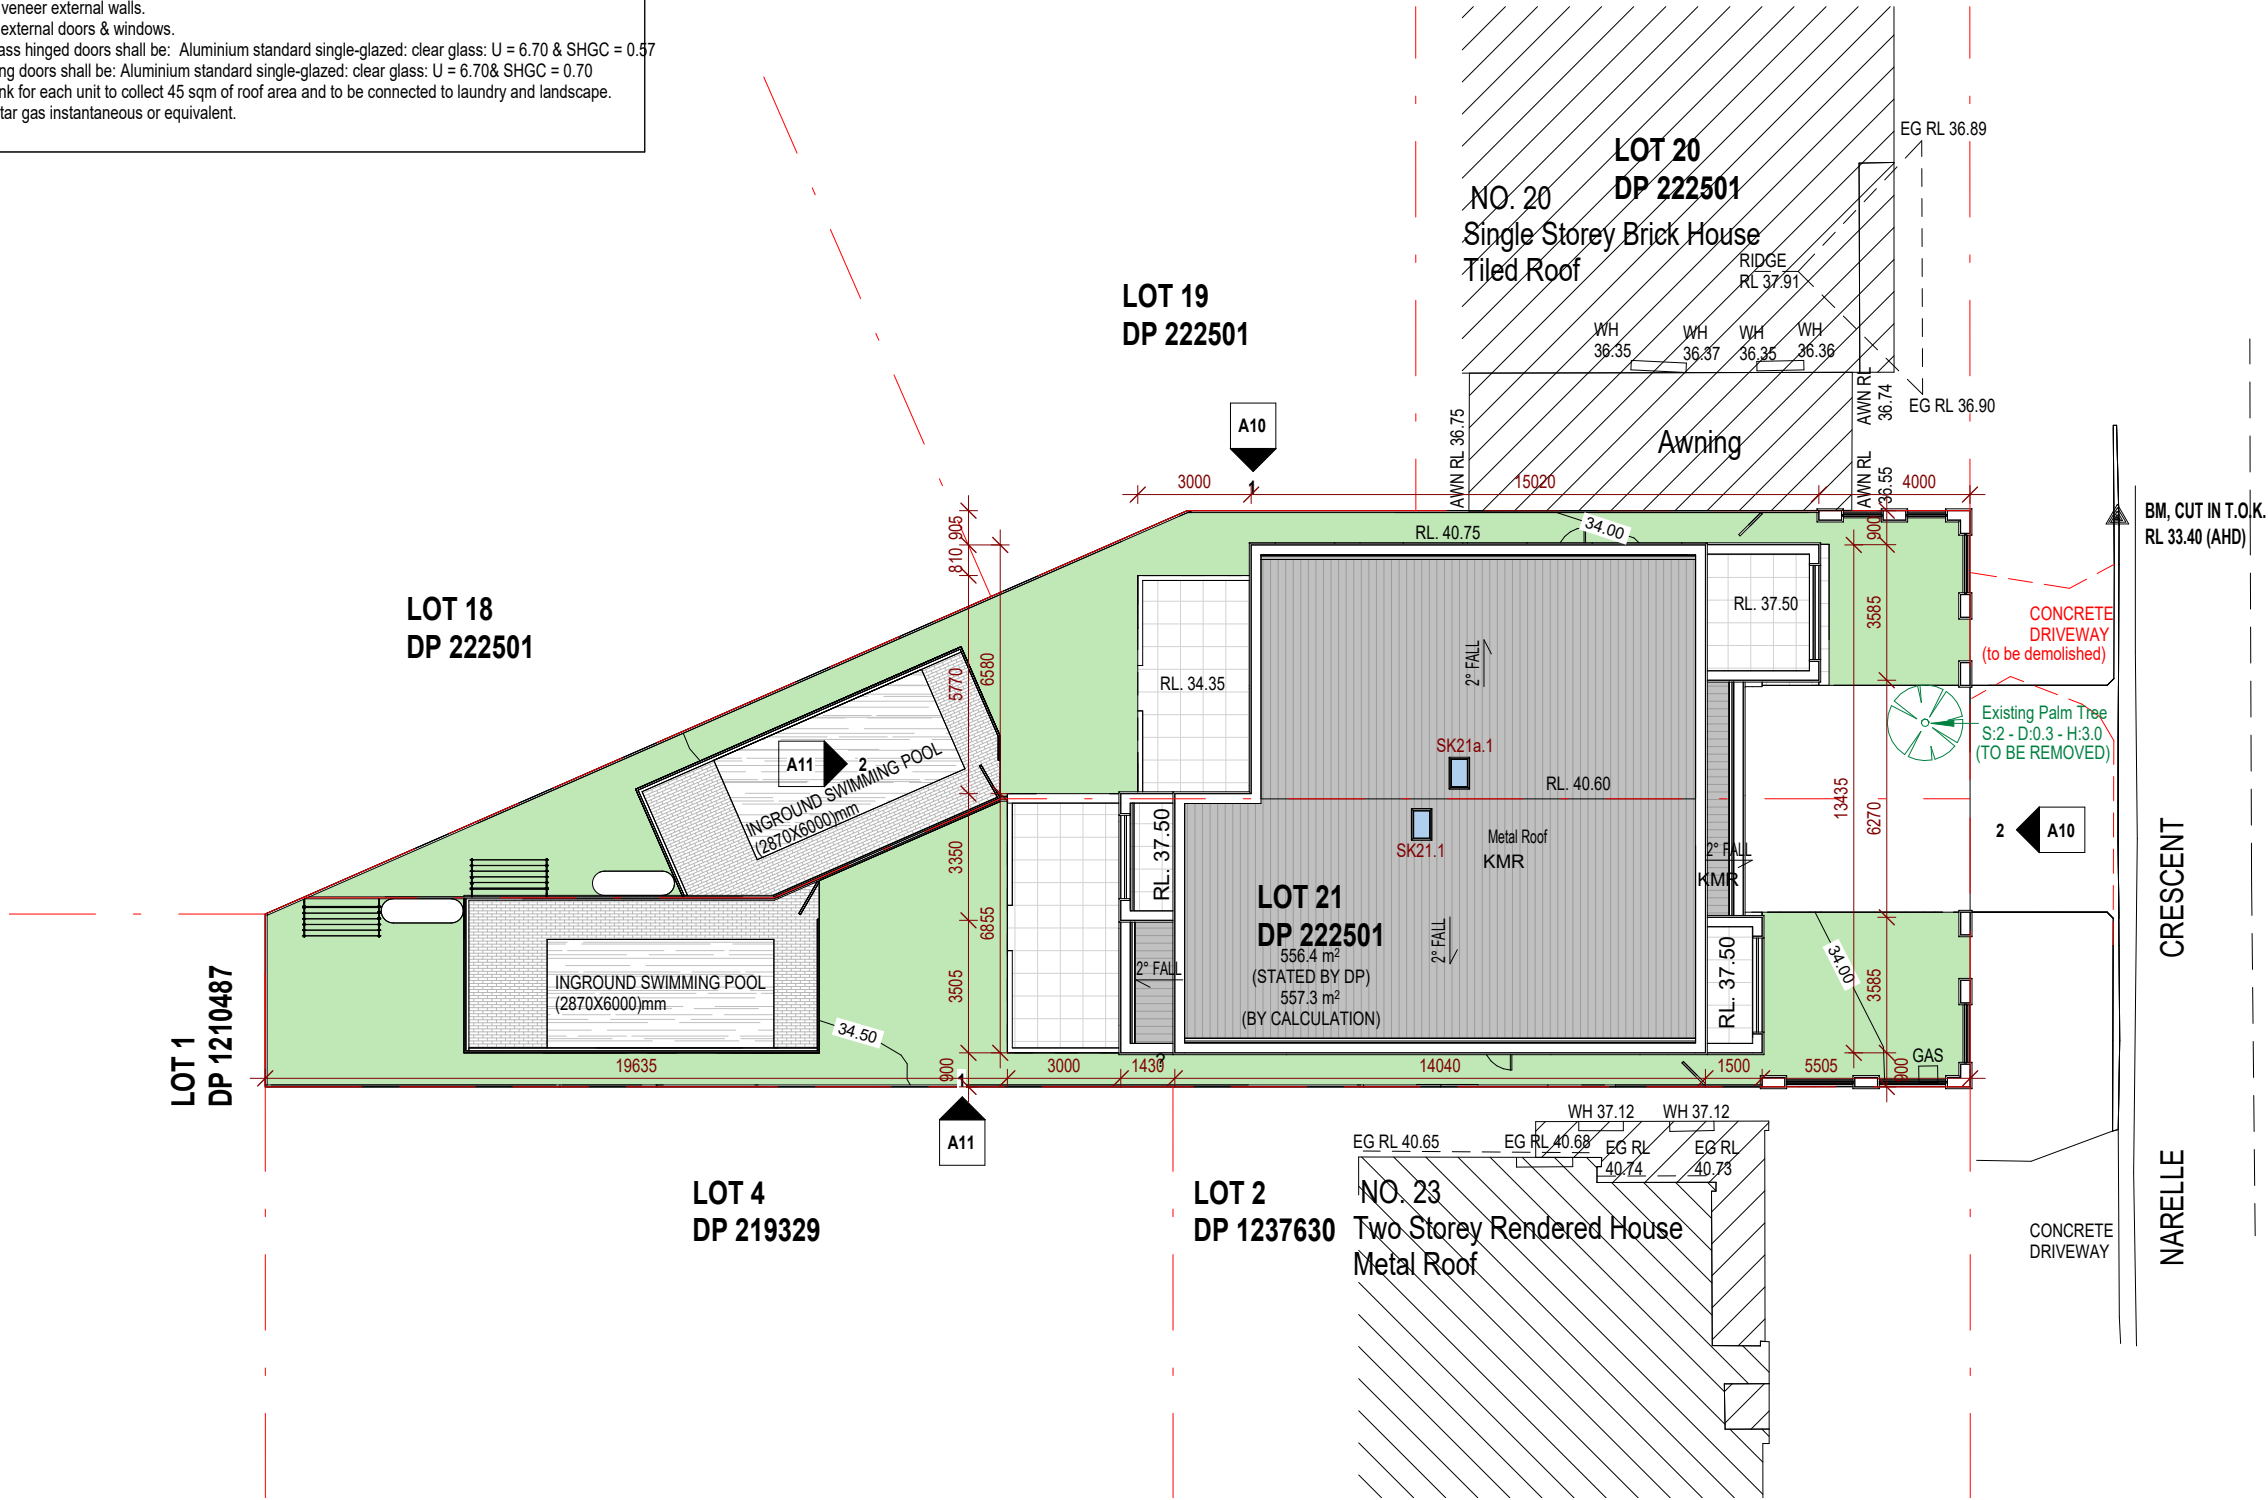 veneer external walls.
external doors & windows.
ass hinged doors shall be: Aluminium standard single-glazed: clear glass: U = 6.70 & SHGC = 0.57
ng doors shall be: Aluminium standard single-glazed: clear glass: U = 6.70& SHGC = 0.70
nk for each unit to collect 45 sqm of roof area and to be connected to laundry and landscape.
tar gas instantaneous or equivalent.
LOT 20
DP 222501
EG RL 36.89
NO. 20
Single Storey Brick House
Tiled Roof
RIDGE
RL 37.91
WH
36.35
WH
36.37
WH
36.35
WH
36.36
LOT 19
DP 222501
AWN RL
36.74
EG RL 36.90
AWN RL 36.75
Awning
AWN RL
36.55
A10
1
3000
15020
4000
BM, CUT IN T.O.K.
RL 33.40 (AHD)
905
810
RL. 40.75
34.00
900
LOT 18
DP 222501
RL. 37.50
3585
CONCRETE
DRIVEWAY
(to be demolished)
5770
6580
RL. 34.35
2° FALL
Existing Palm Tree
S:2 - D:0.3 - H:3.0
(TO BE REMOVED)
A11
2
INGROUND SWIMMING POOL
(2870X6000)mm
SK21a.1
RL. 40.60
13435
6270
2
A10
SK21.1
Metal Roof
KMR
2° FALL
KMR
3350
RL. 37.50
LOT 21
DP 222501
556.4 m²
(STATED BY DP)
557.3 m²
(BY CALCULATION)
2° FALL
6855
3505
2° FALL
RL. 37.50
34.00
3585
CRESCENT
NARELLE
LOT 1
DP 1210487
INGROUND SWIMMING POOL
(2870X6000)mm
34.50
19635
900
3000
1430
14040
1500
5505
GAS
900
1
A11
WH 37.12
WH 37.12
EG RL 40.65
EG RL 40.68
EG RL
40.74
EG RL
40.73
LOT 4
DP 219329
LOT 2
DP 1237630
NO. 23
Two Storey Rendered House
Metal Roof
CONCRETE
DRIVEWAY